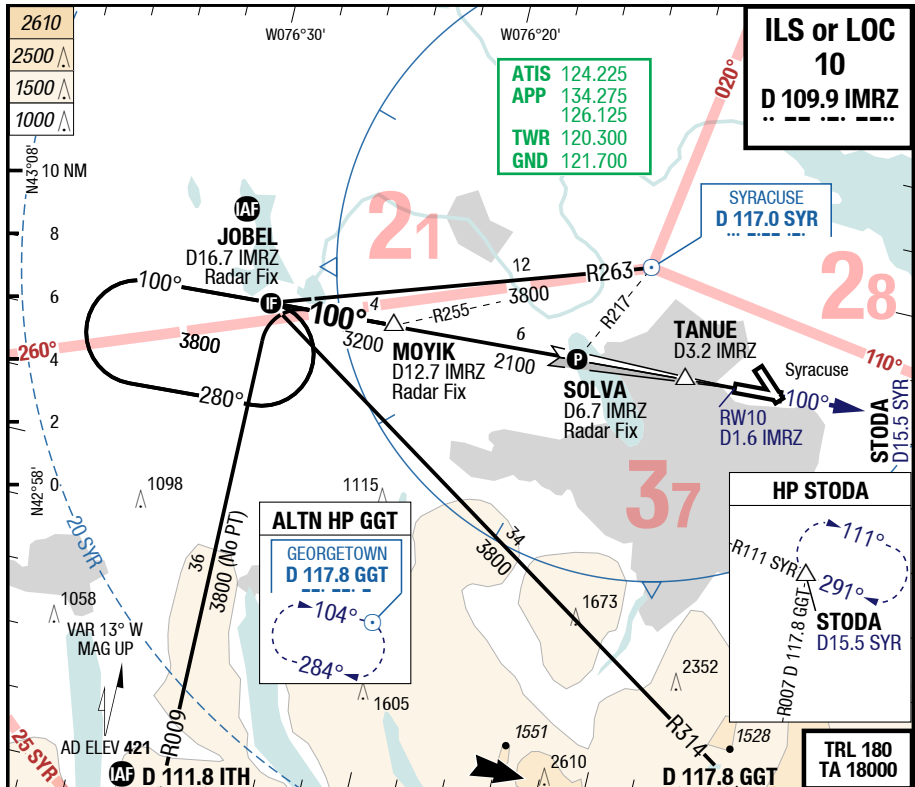 2610
2500
1500
1000
W076°30'
W076°20'
ILS or LOC
10
D 109.9 IMRZ
ATIS 124.225
APP 134.275
126.125
TWR 120.300
GND 121.700
020°
N43°08'
10 NM
8
6
4
2
0
N42°58'
IAF
JOBEL
D16.7 IMRZ
Radar Fix
21
SYRACUSE
D 117.0 SYR
28
12
R263
100°
IF
4
100°
R255
3800
R217
6
3200
2100
260°
3800
280°
MOYIK
D12.7 IMRZ
Radar Fix
P
SOLVA
D6.7 IMRZ
Radar Fix
TANUE
D3.2 IMRZ
110°
Syracuse
100°
RW10
D1.6 IMRZ
STODA
D15.5 SYR
37
1098
1115
20 SYR
36
3800 (No PT)
ALTN HP GGT
GEORGETOWN
D 117.8 GGT
104°
284°
34
3800
HP STODA
111°
R111 SYR
291°
STODA
D15.5 SYR
R007 D 117.8 GGT
1058
VAR 13° W
MAG UP
1673
2352
1605
25 SYR
AD ELEV 421
R009
IAF
D 111.8 ITH
1551
2610
R314
1528
D 117.8 GGT
TRL 180
TA 18000